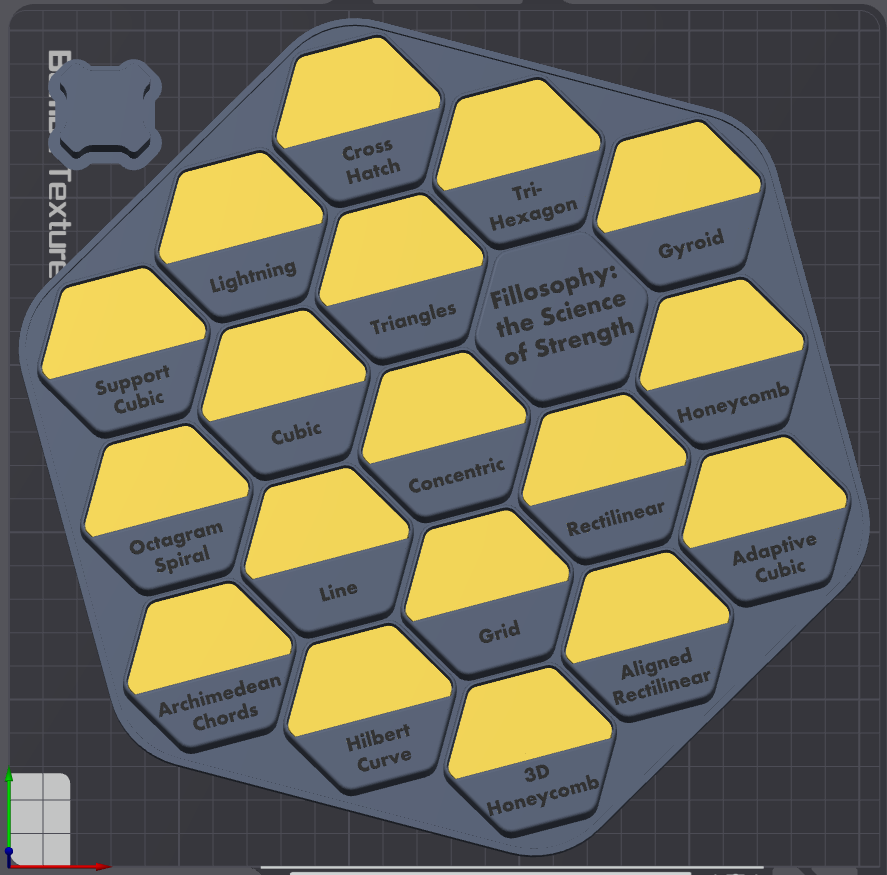 Cross
Hatch
Tri-
Hexagon
Gyroid
Lightning
Triangles
Fillosophy:
the Science
of Strength
Honeycomb
Support
Cubic
Cubic
Concentric
Rectilinear
Adaptive
Cubic
Octagram
Spiral
Line
Grid
Aligned
Rectilinear
Archimedean
Chords
Hilbert
Curve
3D
Honeycomb
Texture